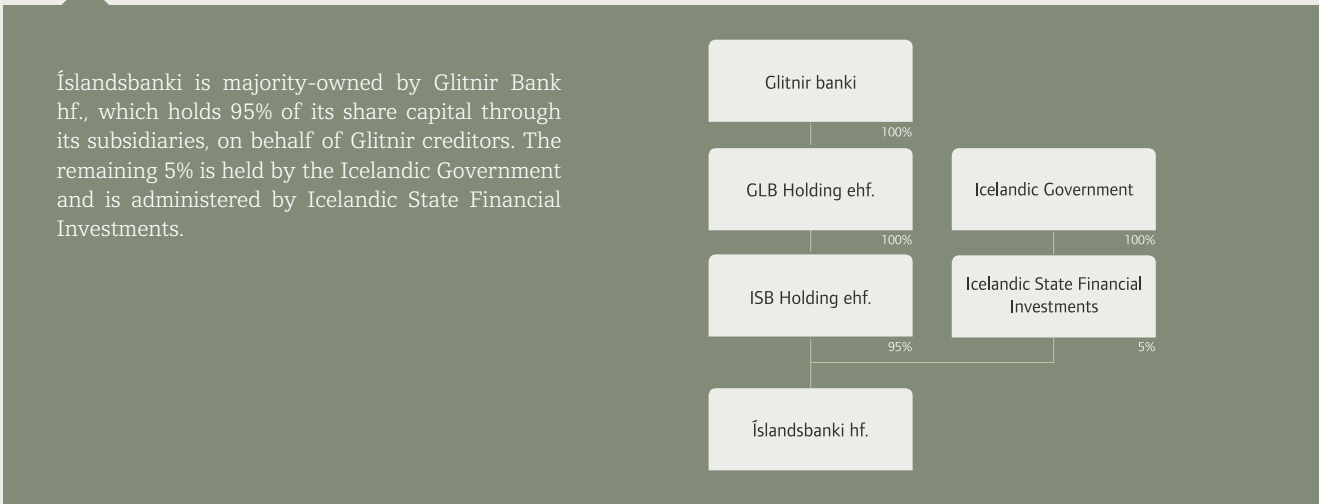 Íslandsbanki is majority-owned by Glitnir Bank
hf., which holds 95% of its share capital through
its subsidiaries, on behalf of Glitnir creditors. The
remaining 5% is held by the Icelandic Government
and is administered by Icelandic State Financial
Investments.
Glitnir banki
100%
GLB Holding ehf.
100%
Icelandic Government
100%
ISB Holding ehf.
95%
Icelandic State Financial
Investments
5%
Íslandsbanki hf.